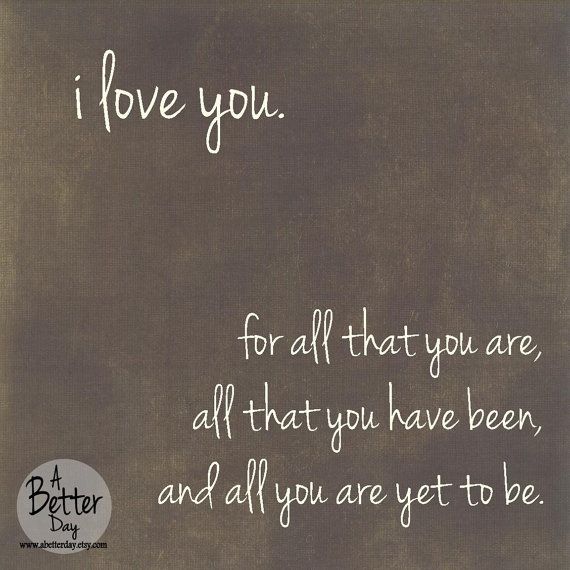 i love you.
for all that you are,
all that you have been,
and all you are yet to be.
A
Better
Day
www.abetterday.etsy.com